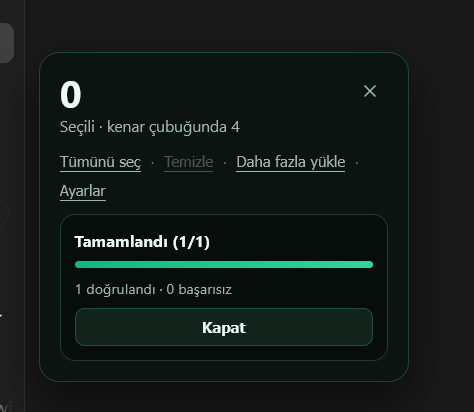 0
Seçili · kenar çubuğunda 4
Tümünü seç · Temizle · Daha fazla yükle ·
Ayarlar
Tamamlandı (1/1)
1 doğrulandı · 0 başarısız
Kapat